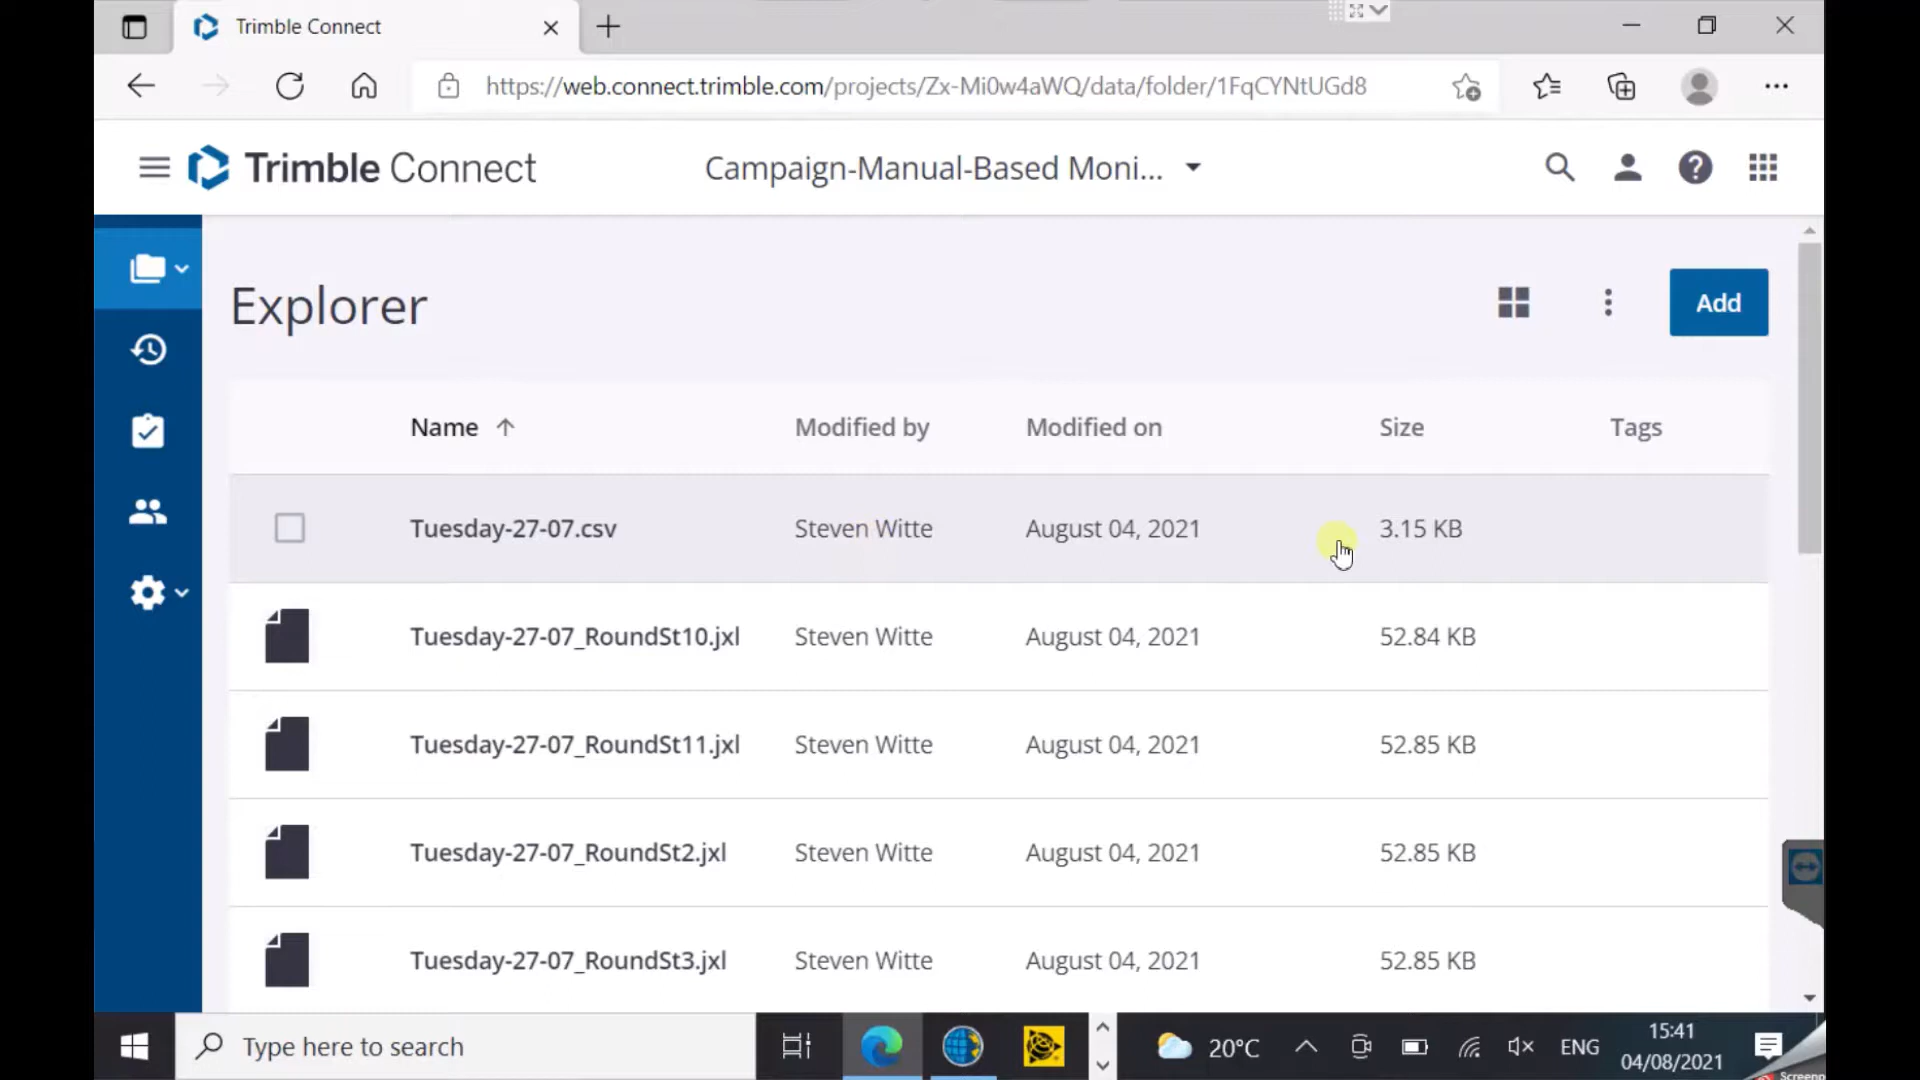 Trimble Connect
https://web.connect.trimble.com/projects/Zx-Mi0w4aWQ/data/folder/1FqCYNtUGd8
Trimble Connect
Campaign-Manual-Based Moni...
Explorer
Add
Name Modified by Modified on Size Tags
Tuesday-27-07.csv Steven Witte August 04, 2021 3.15 KB
Tuesday-27-07_RoundSt10.jxl Steven Witte August 04, 2021 52.84 KB
Tuesday-27-07_RoundSt11.jxl Steven Witte August 04, 2021 52.85 KB
Tuesday-27-07_RoundSt2.jxl Steven Witte August 04, 2021 52.85 KB
Tuesday-27-07_RoundSt3.jxl Steven Witte August 04, 2021 52.85 KB
Type here to search
20°C
ENG
15:41
04/08/2021